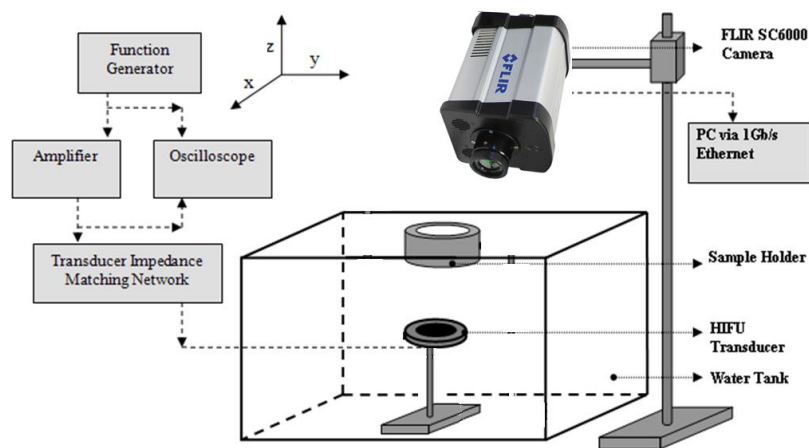 Function
Generator
z
y
x
Amplifier
Oscilloscope
Transducer Impedance
Matching Network
FLIR
FLIR SC6000
Camera
PC via 1Gb/s
Ethernet
Sample Holder
HIFU
Transducer
Water Tank